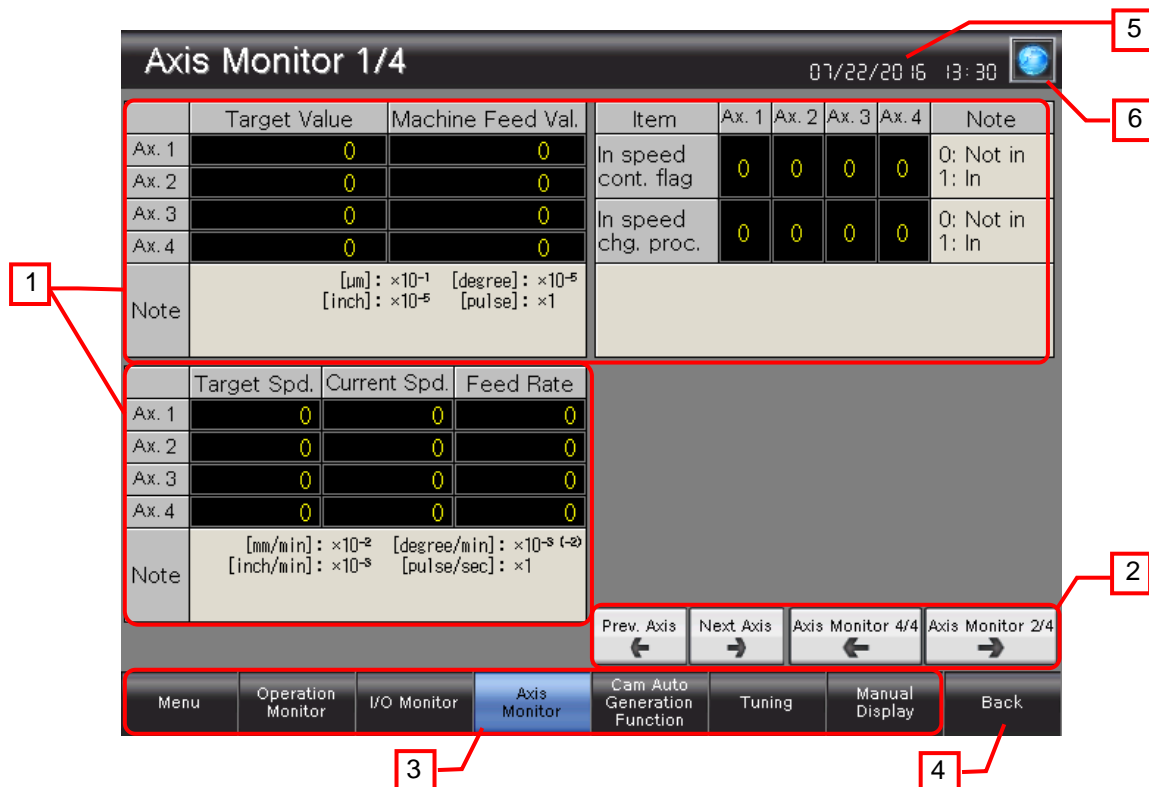 5
Axis Monitor 1/4
07/22/2016 13:30
6
Target Value Machine Feed Val.
Ax. 1 0 0
Ax. 2 0 0
Ax. 3 0 0
Ax. 4 0 0
Note
[μm]: ×10⁻¹ [degree]: ×10⁻⁵
[inch]: ×10⁻⁵ [pulse]: ×1
Item Ax. 1 Ax. 2 Ax. 3 Ax. 4 Note
In speed
cont. flag
0 0 0 0
0: Not in
1: In
In speed
chg. proc.
0 0 0 0
0: Not in
1: In
1
Target Spd. Current Spd. Feed Rate
Ax. 1 0 0 0
Ax. 2 0 0 0
Ax. 3 0 0 0
Ax. 4 0 0 0
Note
[mm/min]: ×10⁻² [degree/min]: ×10⁻³ ⁽⁻²⁾
[inch/min]: ×10⁻³ [pulse/sec]: ×1
2
Prev. Axis
Next Axis
Axis Monitor 4/4
Axis Monitor 2/4
Menu
Operation
Monitor
I/O Monitor
Axis
Monitor
Cam Auto
Generation
Function
Tuning
Manual
Display
Back
3
4